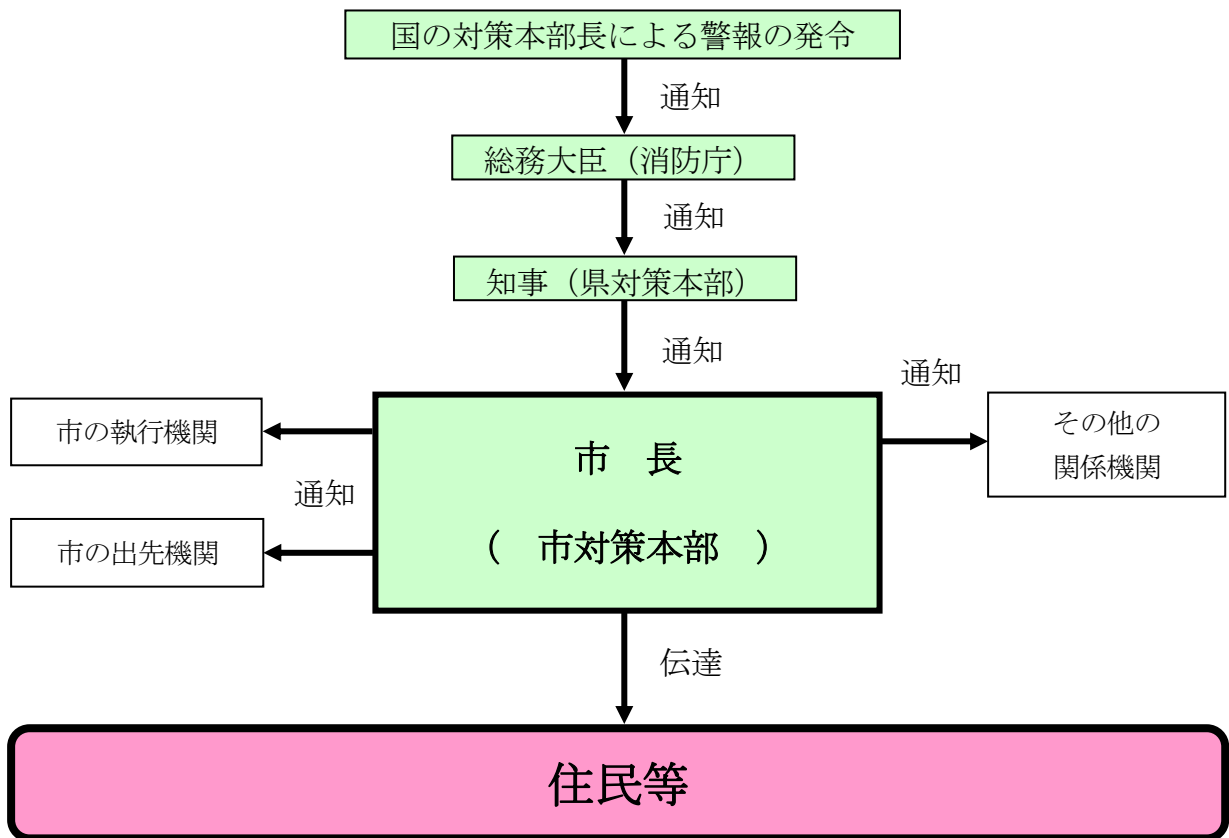 国の対策本部長による警報の発令
通知
総務大臣（消防庁）
通知
知事（県対策本部）
通知
通知
市の執行機関
市　長
その他の
関係機関
通知
市の出先機関
（　市対策本部　）
伝達
住民等